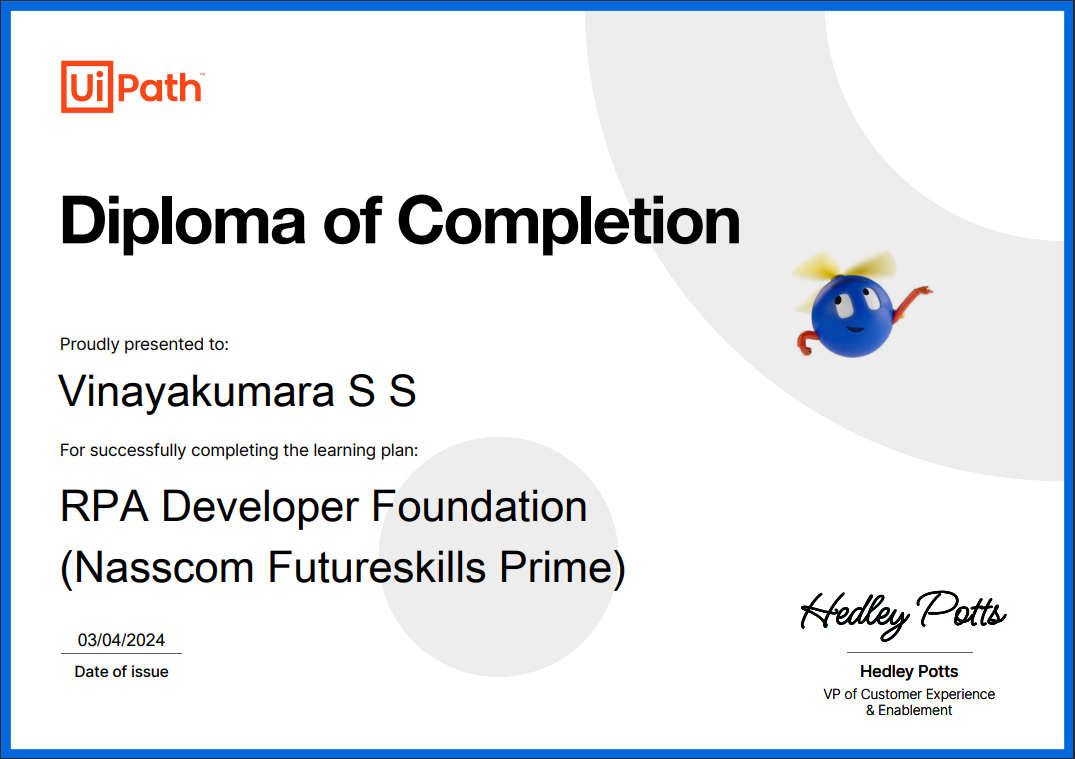 UiPath™
Diploma of Completion
Proudly presented to:
Vinayakumara S S
For successfully completing the learning plan:
RPA Developer Foundation
(Nasscom Futureskills Prime)
03/04/2024
Date of issue
Hedley Potts
Hedley Potts
VP of Customer Experience
& Enablement